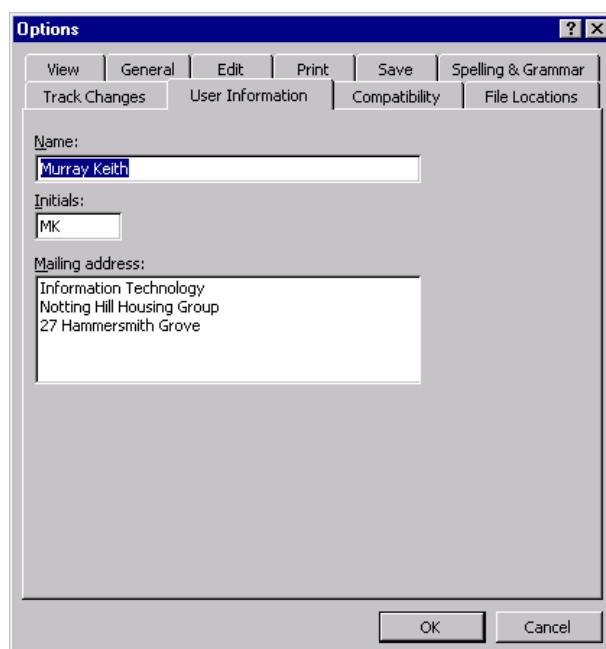 Options
View General Edit Print Save Spelling & Grammar
Track Changes User Information Compatibility File Locations
Name:
Murray Keith
Initials:
MK
Mailing address:
Information Technology
Notting Hill Housing Group
27 Hammersmith Grove
OK Cancel